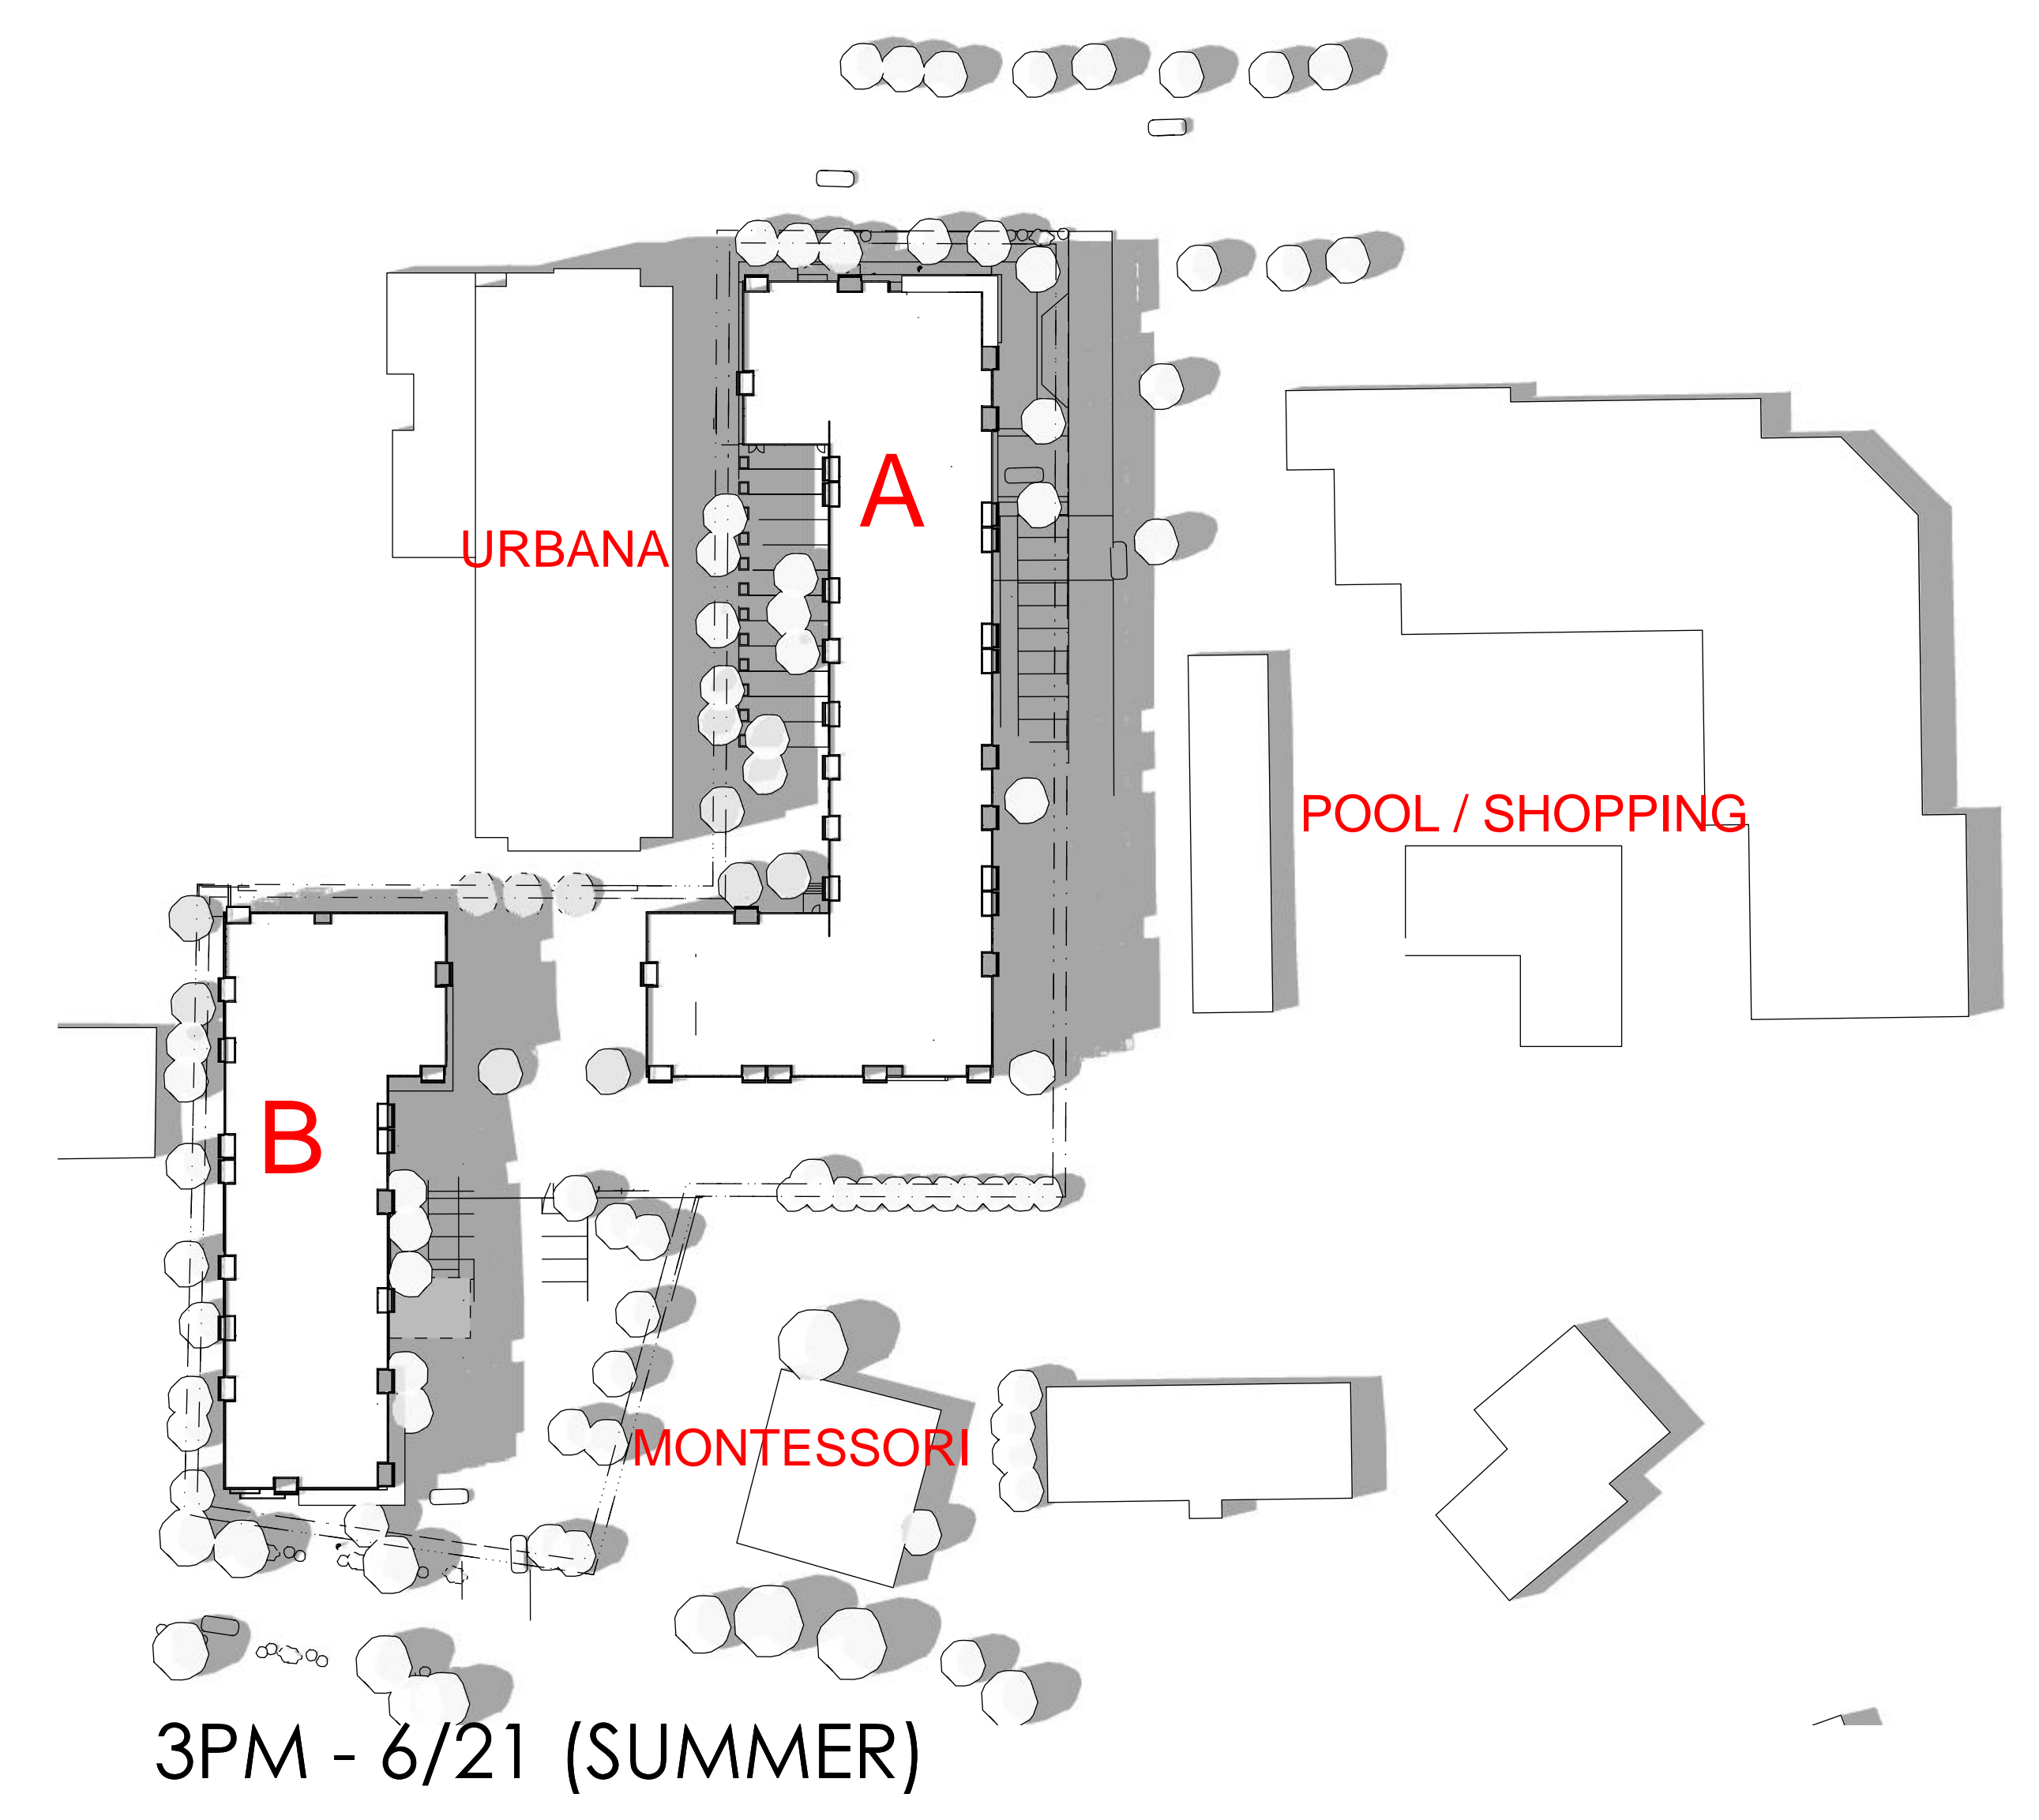 A
URBANA
POOL / SHOPPING
B
MONTESSORI
3PM - 6/21 (SUMMER)